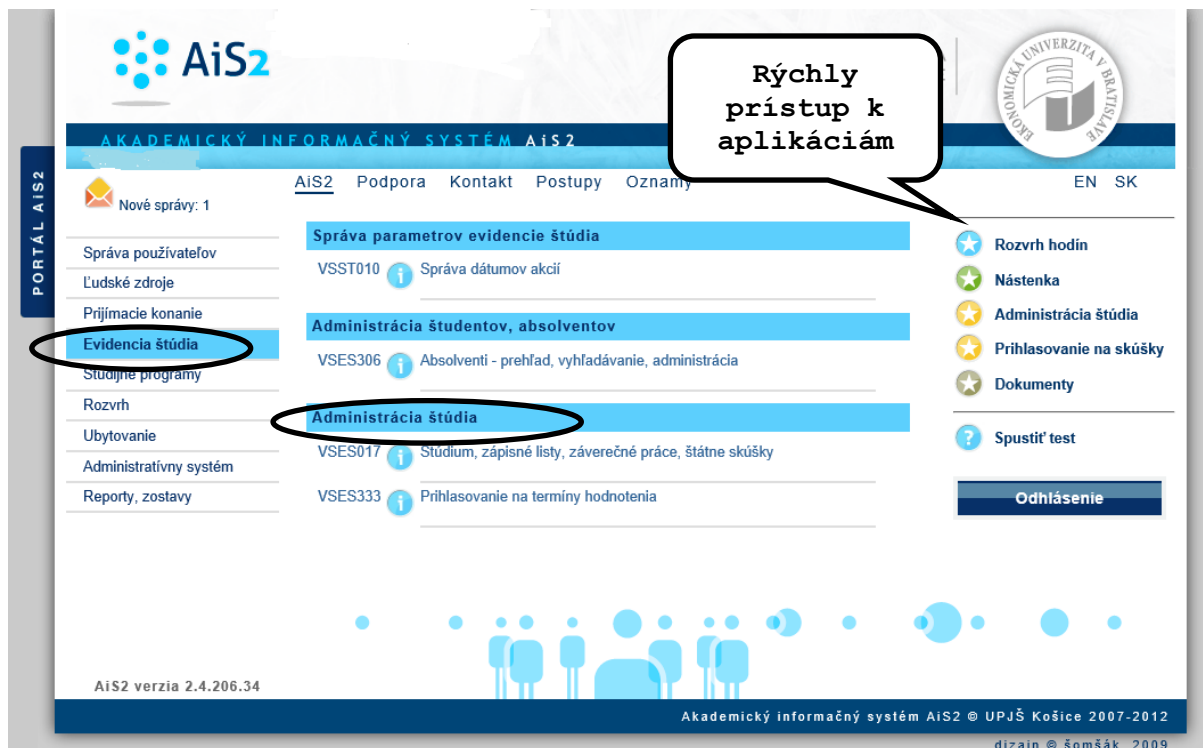 AiS2
Rýchly
prístup k
aplikáciám
EKONOMICKÁ UNIVERZITA V BRATISLAVE
AKADEMICKÝ INFORMAČNÝ SYSTÉM AiS2
PORTÁL AiS2
Nové správy: 1
AiS2 Podpora Kontakt Postupy Oznamy
EN SK
Správa používateľov
Ľudské zdroje
Prijímacie konanie
Evidencia štúdia
Študijné programy
Rozvrh
Ubytovanie
Administratívny systém
Reporty, zostavy
Správa parametrov evidencie štúdia
VSST010 Správa dátumov akcií
Administrácia študentov, absolventov
VSES306 Absolventi - prehľad, vyhľadávanie, administrácia
Administrácia štúdia
VSES017 Štúdium, zápisné listy, záverečné práce, štátne skúšky
VSES333 Prihlasovanie na termíny hodnotenia
Rozvrh hodín
Nástenka
Administrácia štúdia
Prihlasovanie na skúšky
Dokumenty
Spustiť test
Odhlásenie
AiS2 verzia 2.4.206.34
Akademický informačný systém AiS2 © UPJŠ Košice 2007-2012
dizajn © šomšák, 2009